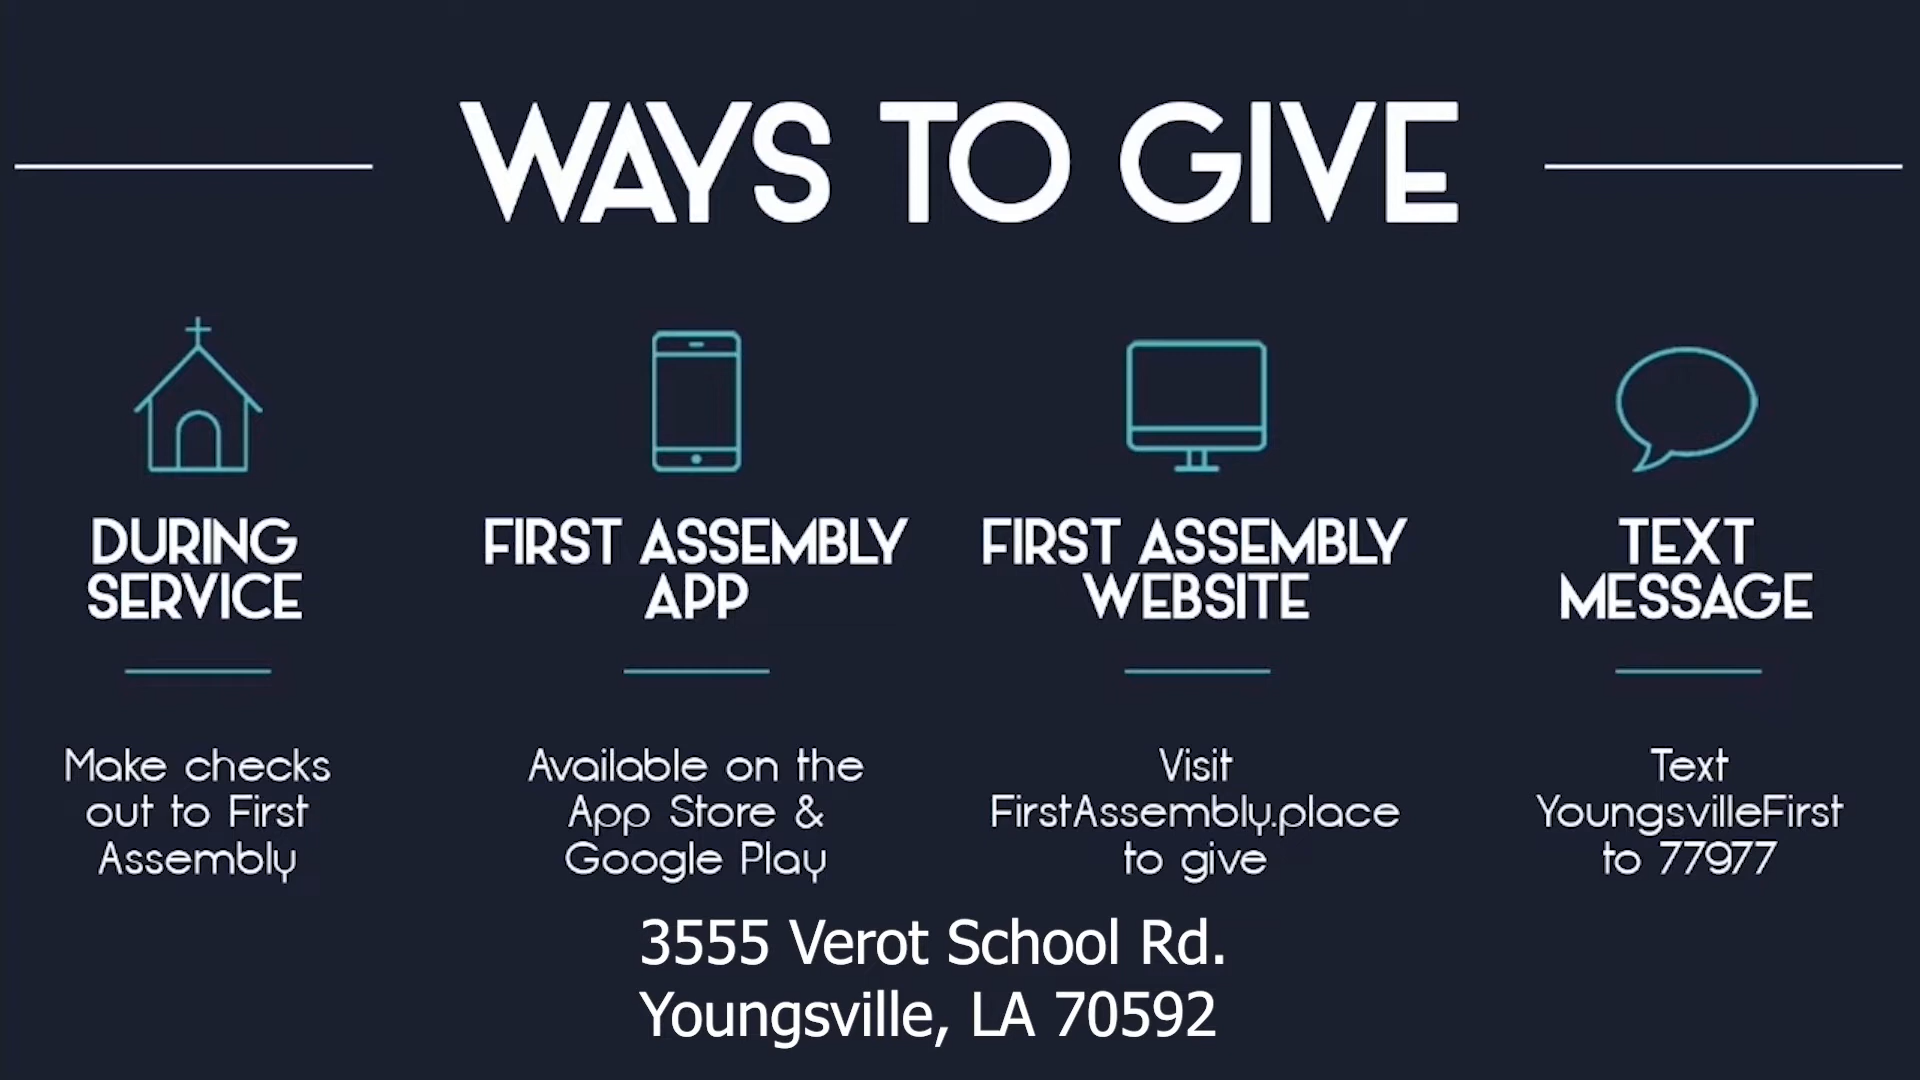 WAYS TO GIVE
DURING
SERVICE
Make checks
out to First
Assembly
FIRST ASSEMBLY
APP
Available on the
App Store &
Google Play
FIRST ASSEMBLY
WEBSITE
Visit
FirstAssembly.place
to give
TEXT
MESSAGE
Text
YoungsvilleFirst
to 77977
3555 Verot School Rd.
Youngsville, LA 70592